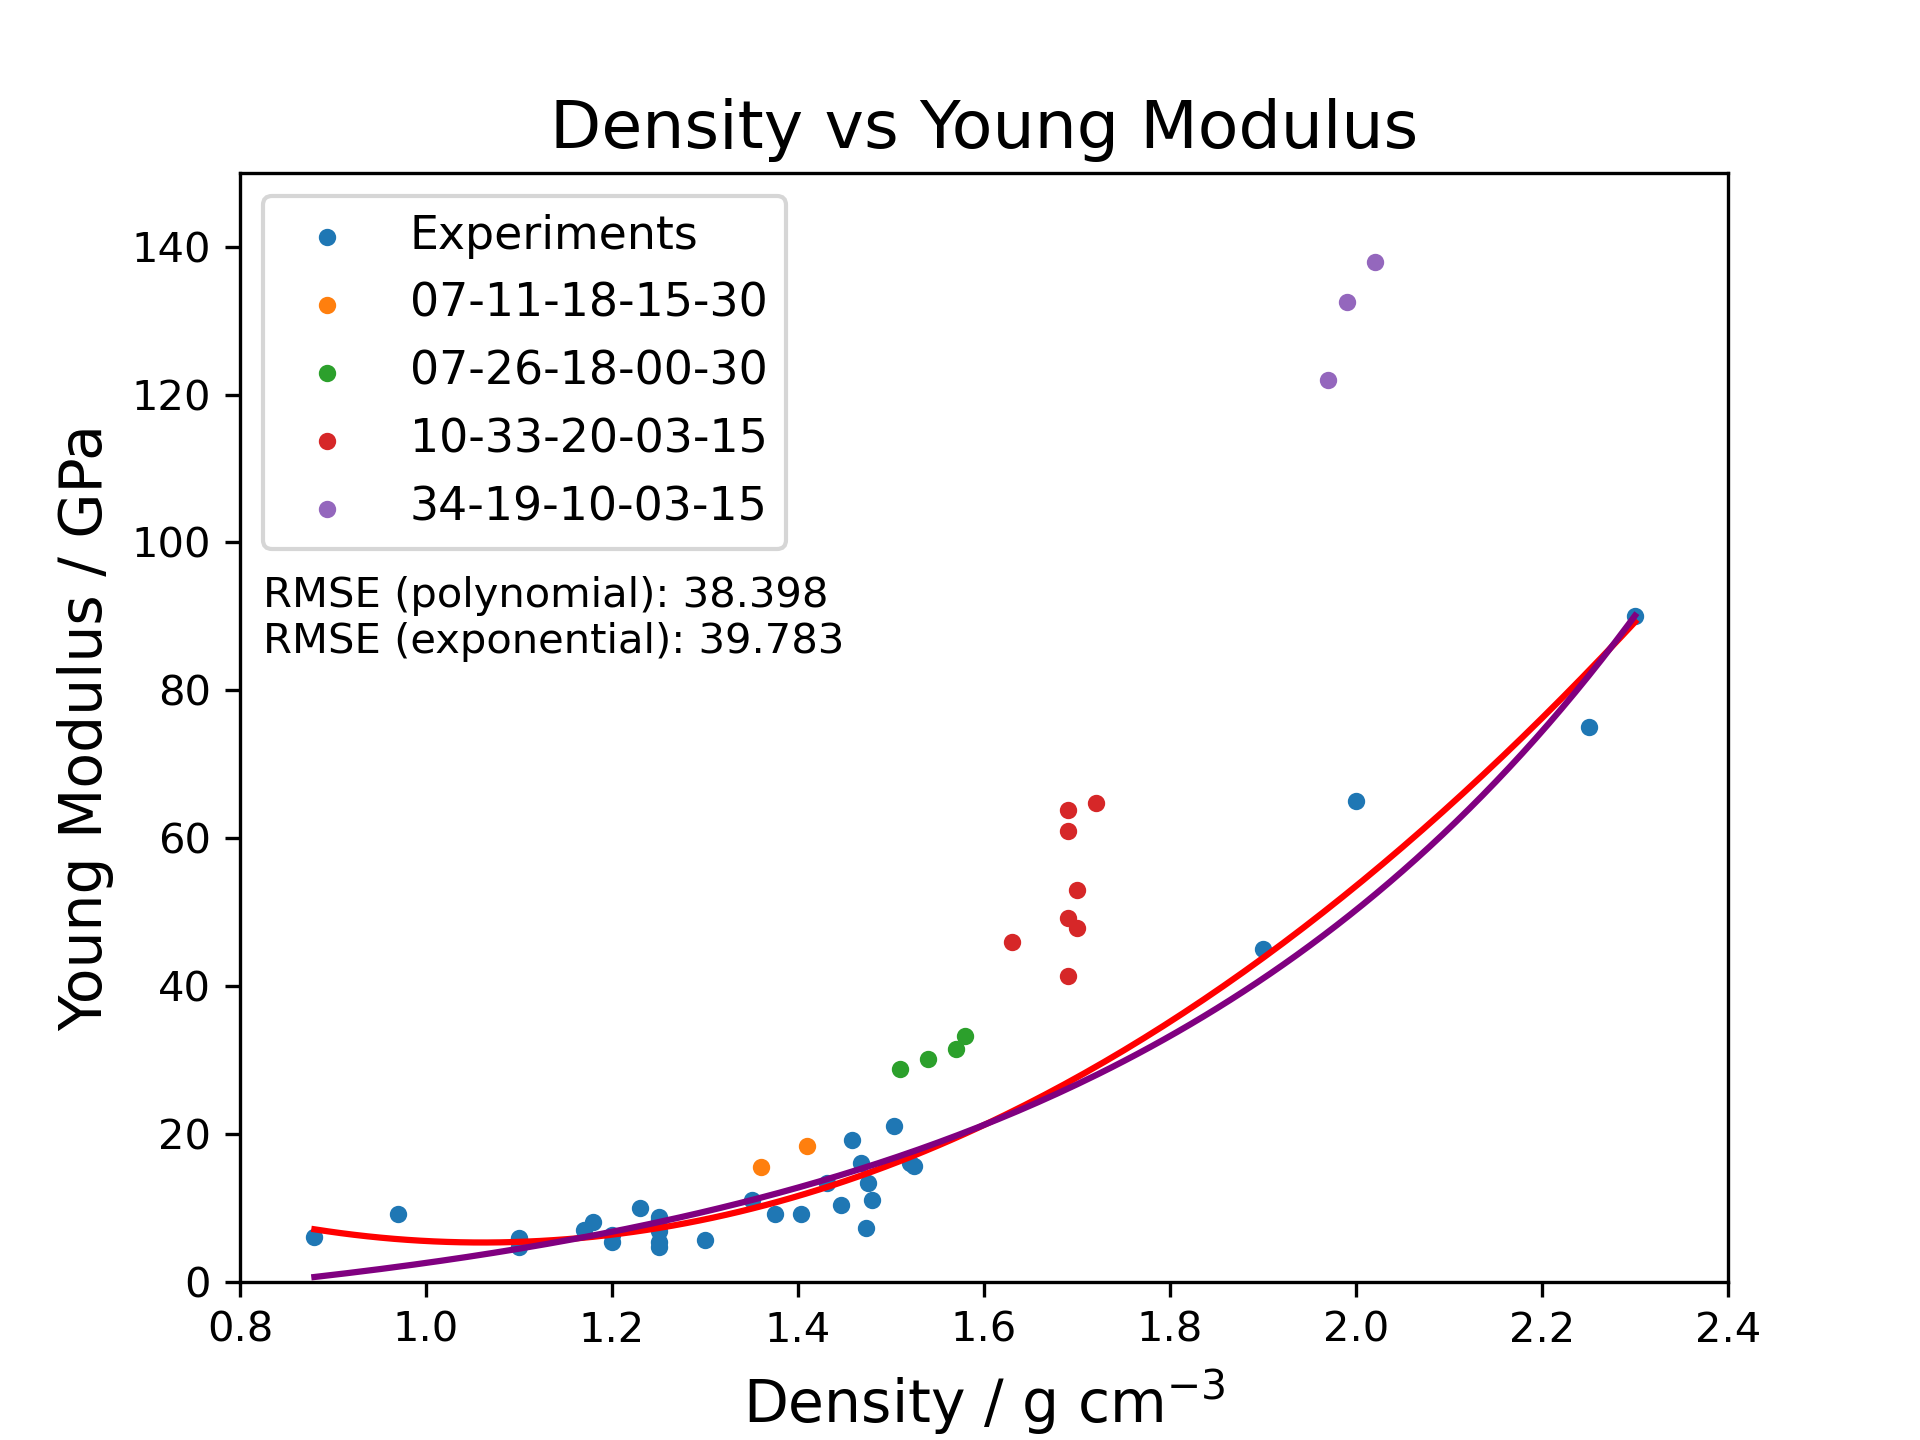 Density vs Young Modulus
Experiments
07-11-18-15-30
07-26-18-00-30
10-33-20-03-15
34-19-10-03-15
RMSE (polynomial): 38.398
RMSE (exponential): 39.783
Young Modulus / GPa
140
120
100
80
60
40
20
0
0.8 1.0 1.2 1.4 1.6 1.8 2.0 2.2 2.4
Density / g cm⁻³